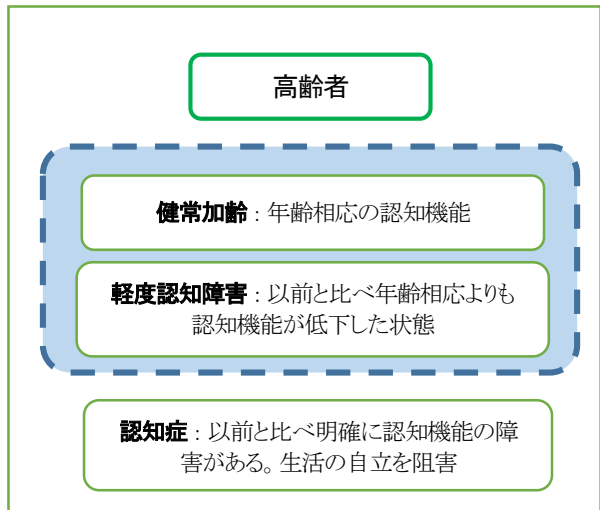 高齢者
健常加齢：年齢相応の認知機能
軽度認知障害：以前と比べ年齢相応よりも
認知機能が低下した状態
認知症：以前と比べ明確に認知機能の障
害がある。生活の自立を阻害